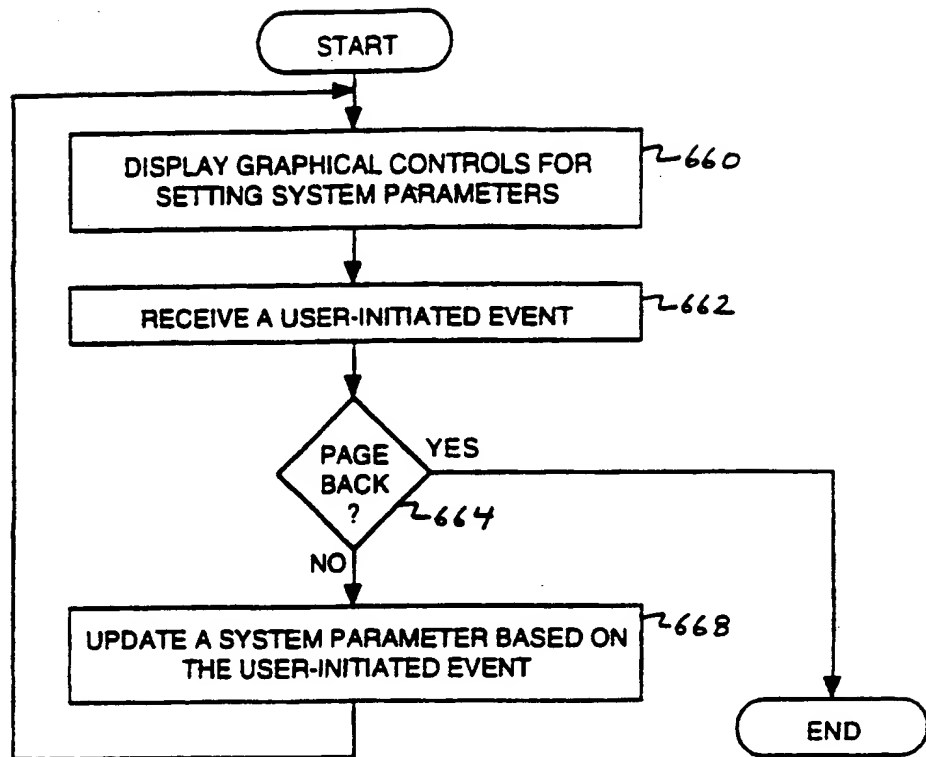 START
DISPLAY GRAPHICAL CONTROLS FOR
SETTING SYSTEM PARAMETERS
660
RECEIVE A USER-INITIATED EVENT
662
PAGE
BACK
?
YES
664
NO
UPDATE A SYSTEM PARAMETER BASED ON
THE USER-INITIATED EVENT
668
END